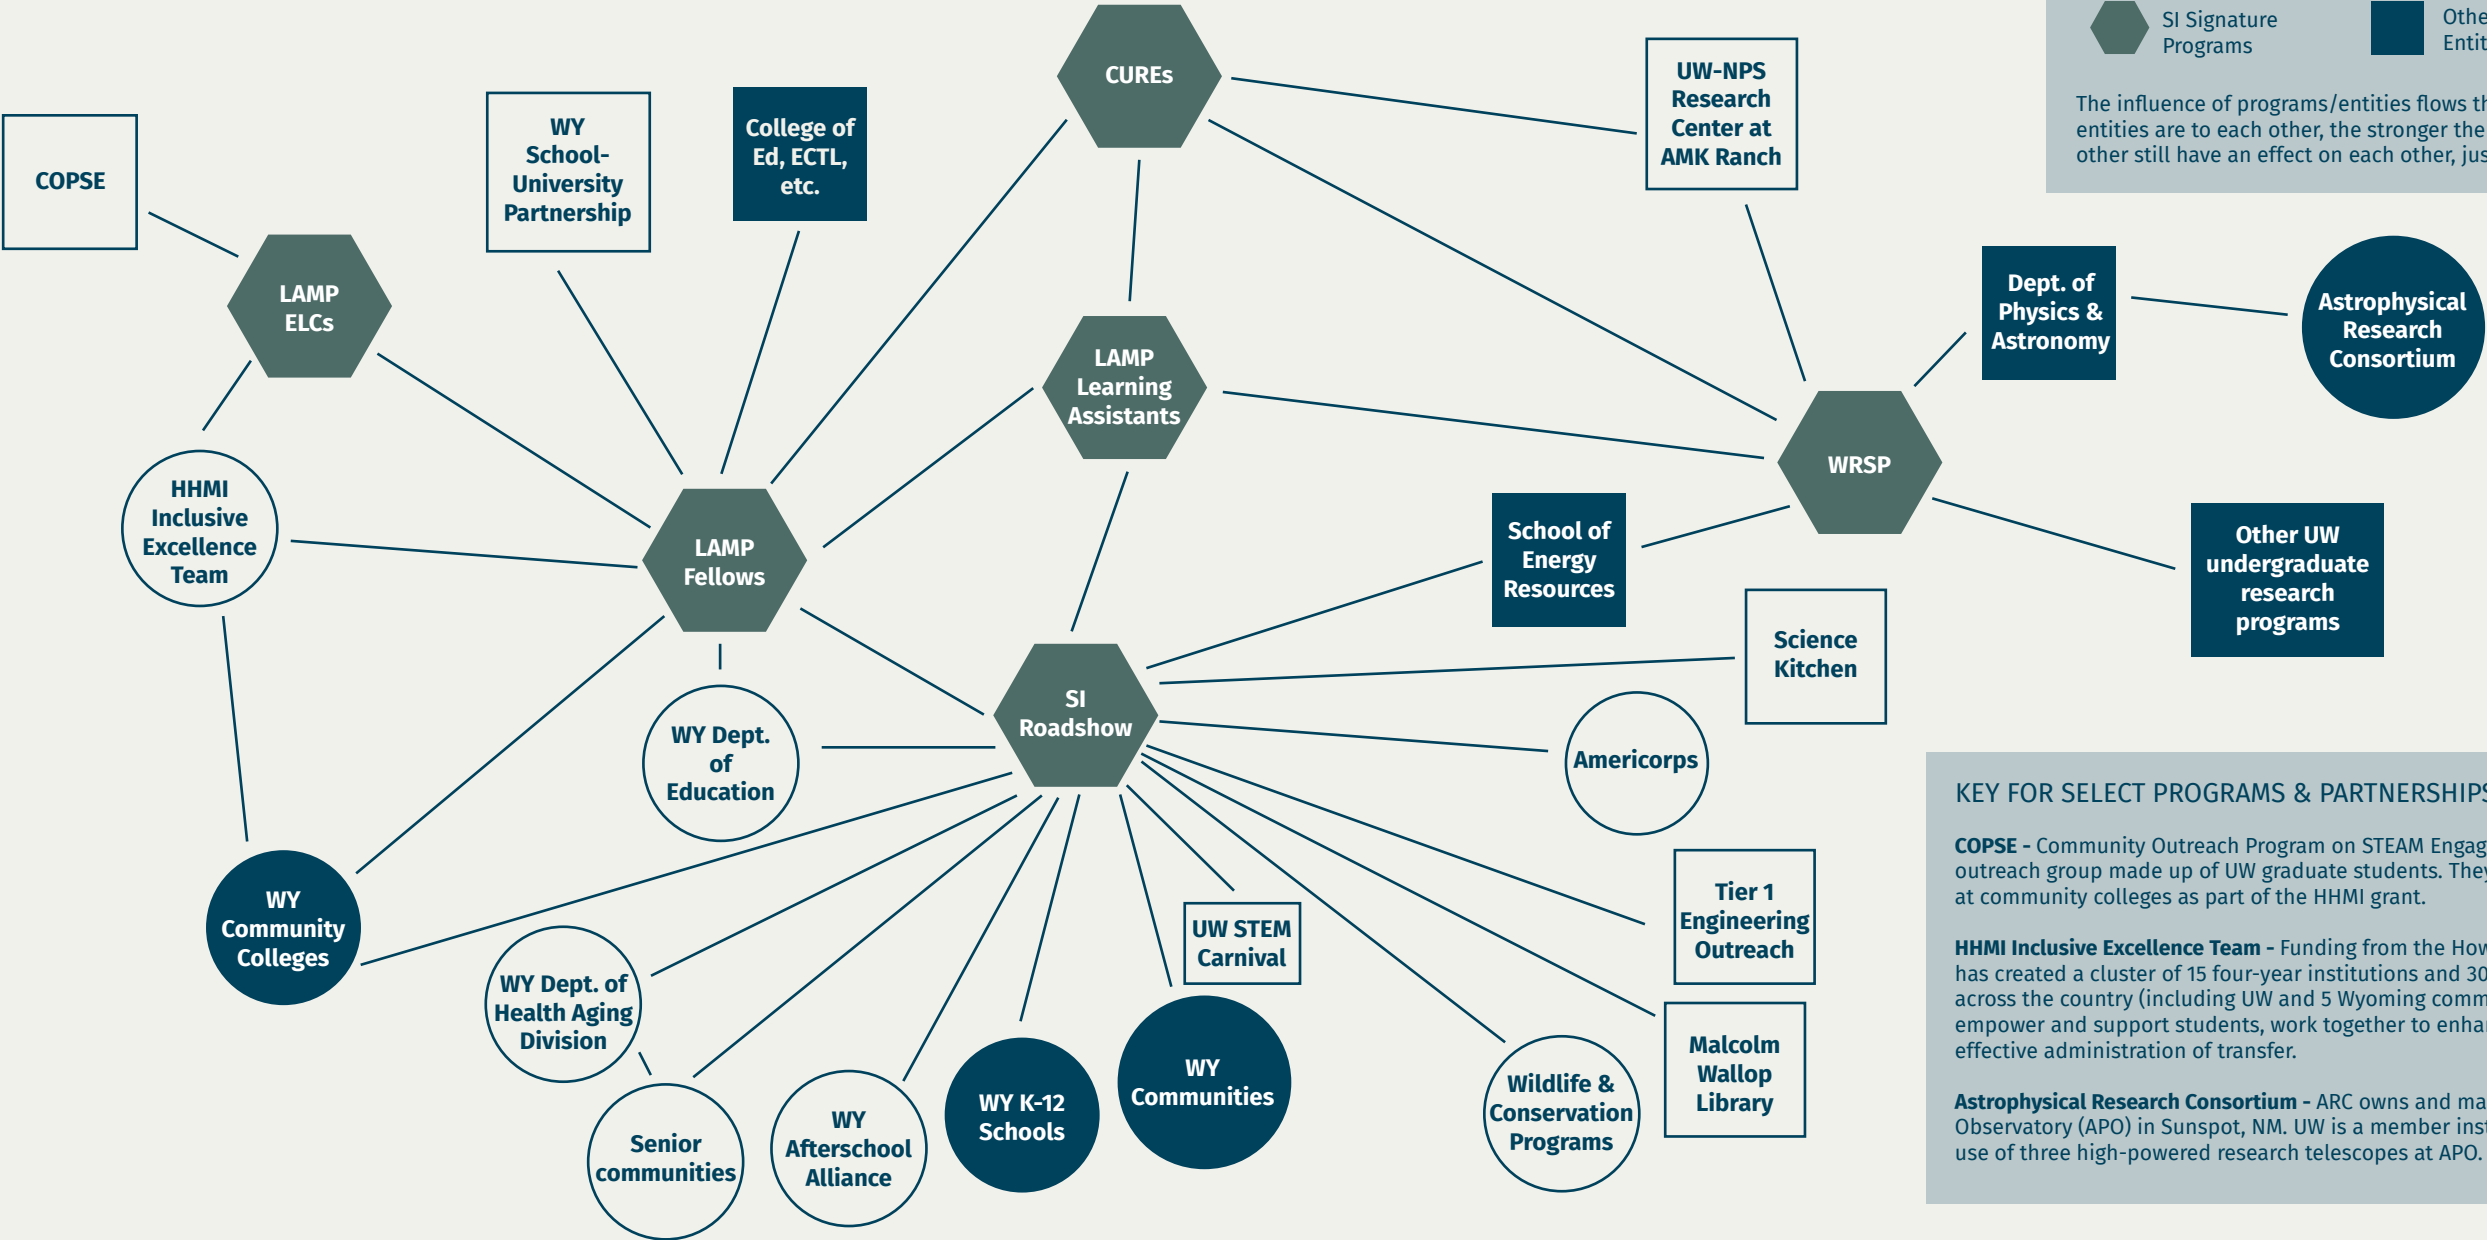 CUREs
SI Signature
Programs
Othe
Entit
The influence of programs/entities flows th
entities are to each other, the stronger the
other still have an effect on each other, jus
UW-NPS
Research
Center at
AMK Ranch
WY
School-
University
Partnership
College of
Ed, ECTL,
etc.
COPSE
LAMP
ELCs
Dept. of
Physics &
Astronomy
Astrophysical
Research
Consortium
LAMP
Learning
Assistants
WRSP
HHMI
Inclusive
Excellence
Team
LAMP
Fellows
School of
Energy
Resources
Other UW
undergraduate
research
programs
Science
Kitchen
SI
Roadshow
WY Dept.
of
Education
Americorps
WY
Community
Colleges
Tier 1
Engineering
Outreach
UW STEM
Carnival
WY Dept. of
Health Aging
Division
Malcolm
Wallop
Library
WY
Communities
Wildlife &
Conservation
Programs
WY K-12
Schools
WY
Afterschool
Alliance
Senior
communities
KEY FOR SELECT PROGRAMS & PARTNERSHIPS
COPSE - Community Outreach Program on STEAM Engag
outreach group made up of UW graduate students. They
at community colleges as part of the HHMI grant.
HHMI Inclusive Excellence Team - Funding from the How
has created a cluster of 15 four-year institutions and 30
across the country (including UW and 5 Wyoming comm
empower and support students, work together to enhan
effective administration of transfer.
Astrophysical Research Consortium - ARC owns and ma
Observatory (APO) in Sunspot, NM. UW is a member inst
use of three high-powered research telescopes at APO.